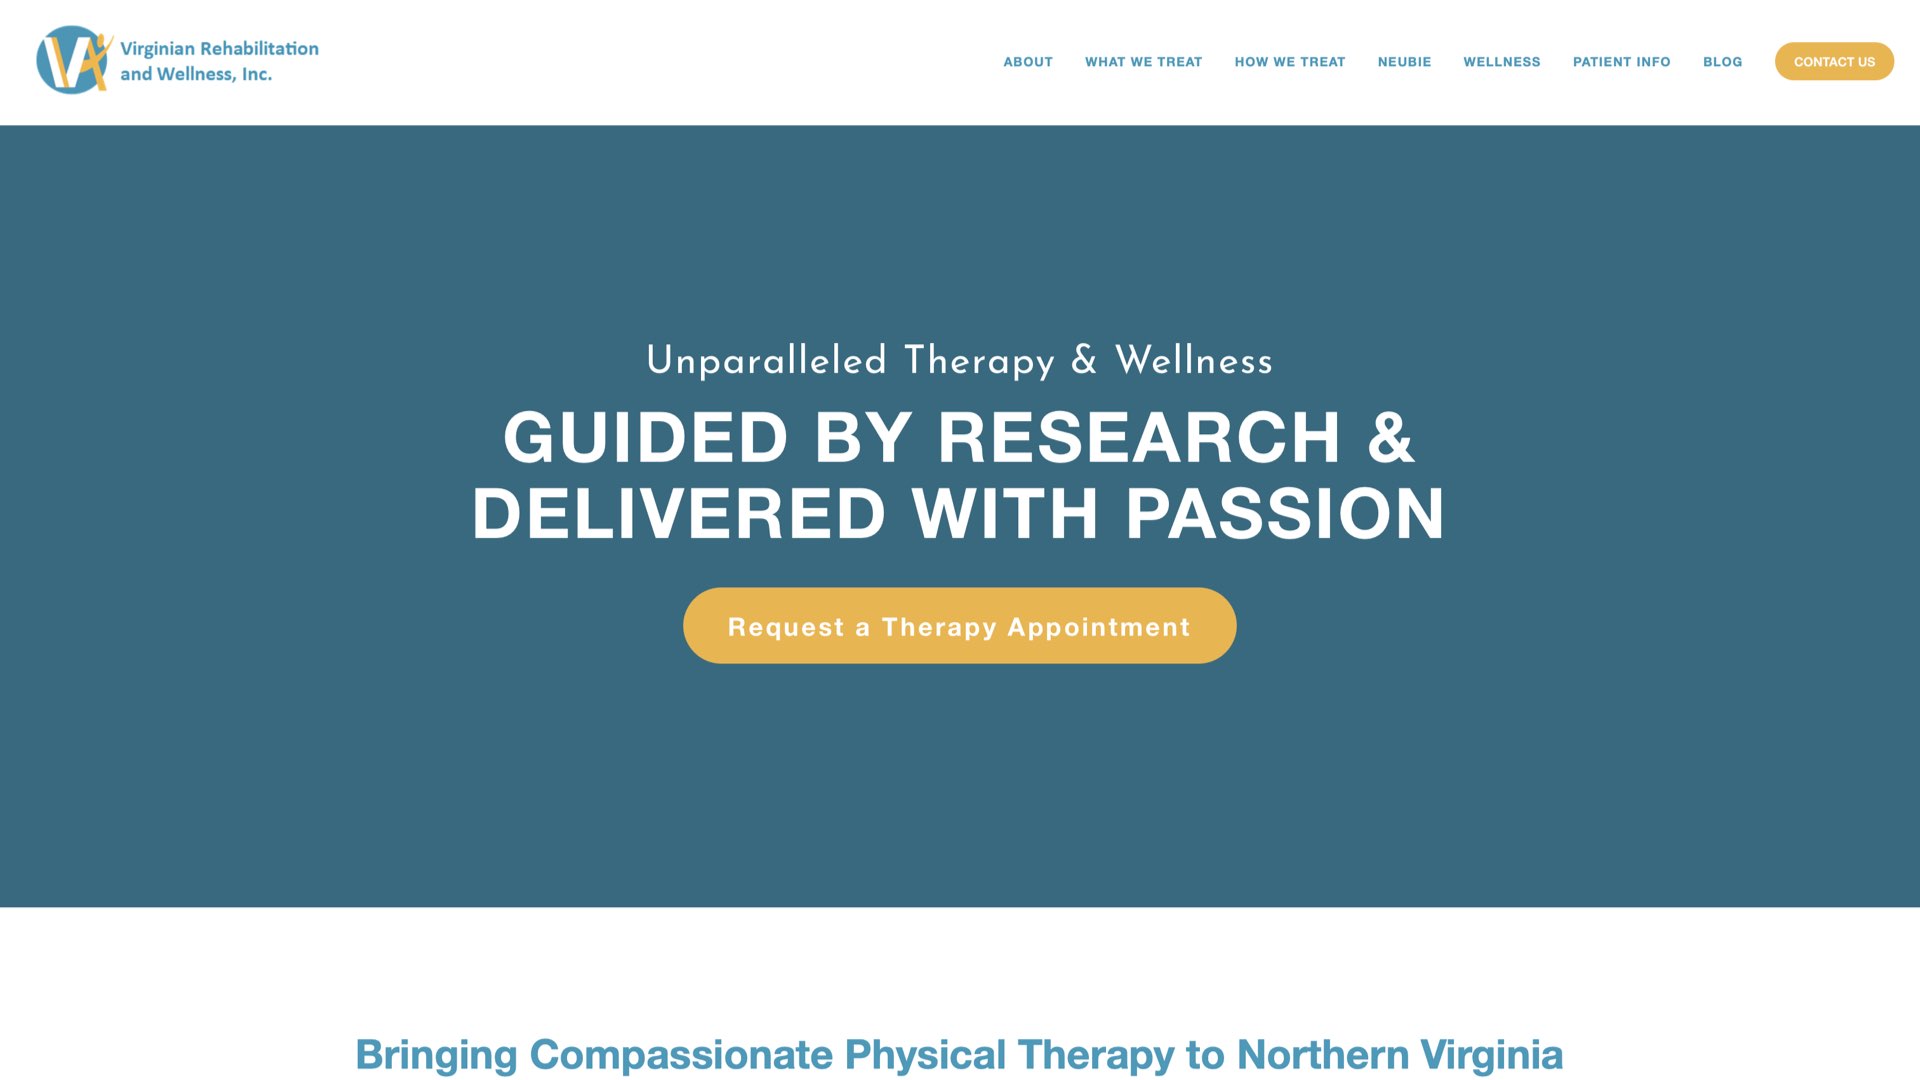 VA
Virginian Rehabilitation
and Wellness, Inc.
ABOUT WHAT WE TREAT HOW WE TREAT NEUBIE WELLNESS PATIENT INFO BLOG CONTACT US
Unparalleled Therapy & Wellness
GUIDED BY RESEARCH &
DELIVERED WITH PASSION
Request a Therapy Appointment
Bringing Compassionate Physical Therapy to Northern Virginia